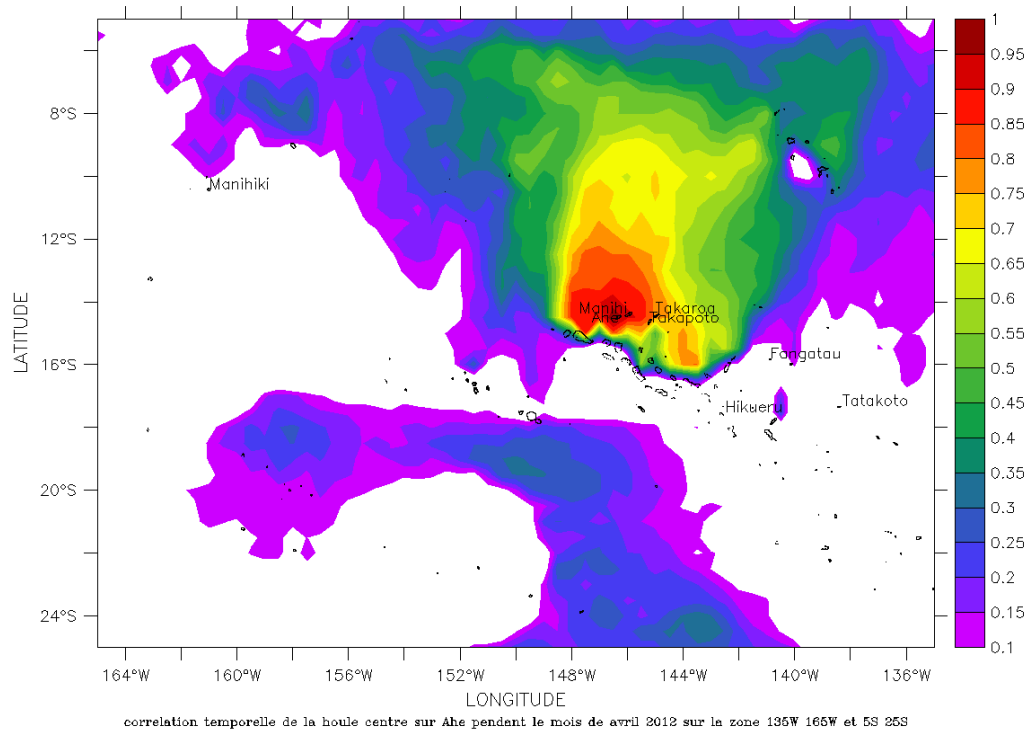 1
0.95
0.9
0.85
0.8
0.75
0.7
0.65
0.6
0.55
0.5
0.45
0.4
0.35
0.3
0.25
0.2
0.15
0.1
8°S
12°S
16°S
20°S
24°S
LATITUDE
Manihiki
Manihi Takaroa
Ahe Takapoto
Fangatau
Hikueru Tatakoto
164°W 160°W 156°W 152°W 148°W 144°W 140°W 136°W
LONGITUDE
correlation temporelle de la houle centre sur Ahe pendent le mois de avril 2012 sur la zone 135W 165W et 5S 25S